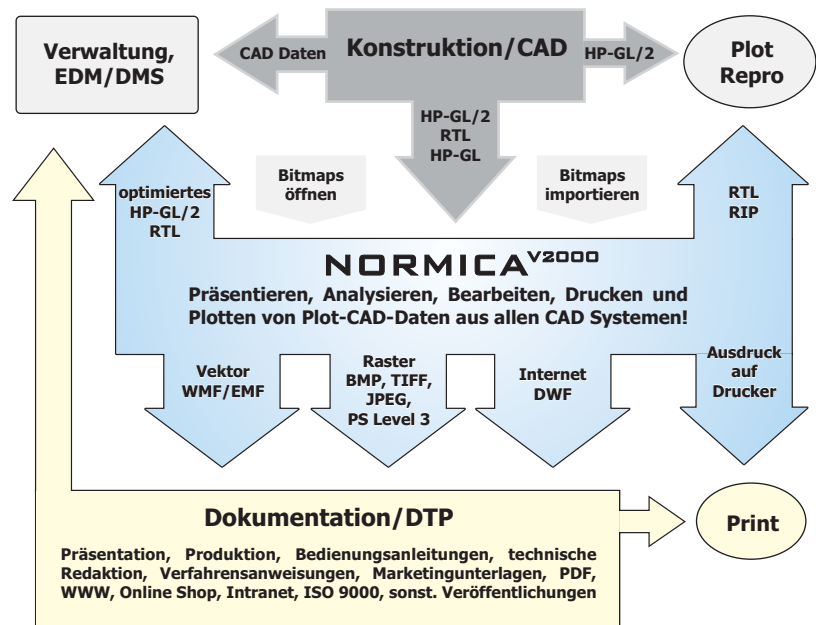 Verwaltung,
EDM/DMS
CAD Daten
Konstruktion/CAD
HP-GL/2
Plot
Repro
HP-GL/2
RTL
HP-GL
Bitmaps
öffnen
Bitmaps
importieren
optimiertes
HP-GL/2
RTL
RTL
RIP
NORMICA V2000
Präsentieren, Analysieren, Bearbeiten, Drucken und
Plotten von Plot-CAD-Daten aus allen CAD Systemen!
Vektor
WMF/EMF
Raster
BMP, TIFF,
JPEG,
PS Level 3
Internet
DWF
Ausdruck
auf
Drucker
Dokumentation/DTP
Präsentation, Produktion, Bedienungsanleitungen, technische
Redaktion, Verfahrensanweisungen, Marketingunterlagen, PDF,
WWW, Online Shop, Intranet, ISO 9000, sonst. Veröffentlichungen
Print